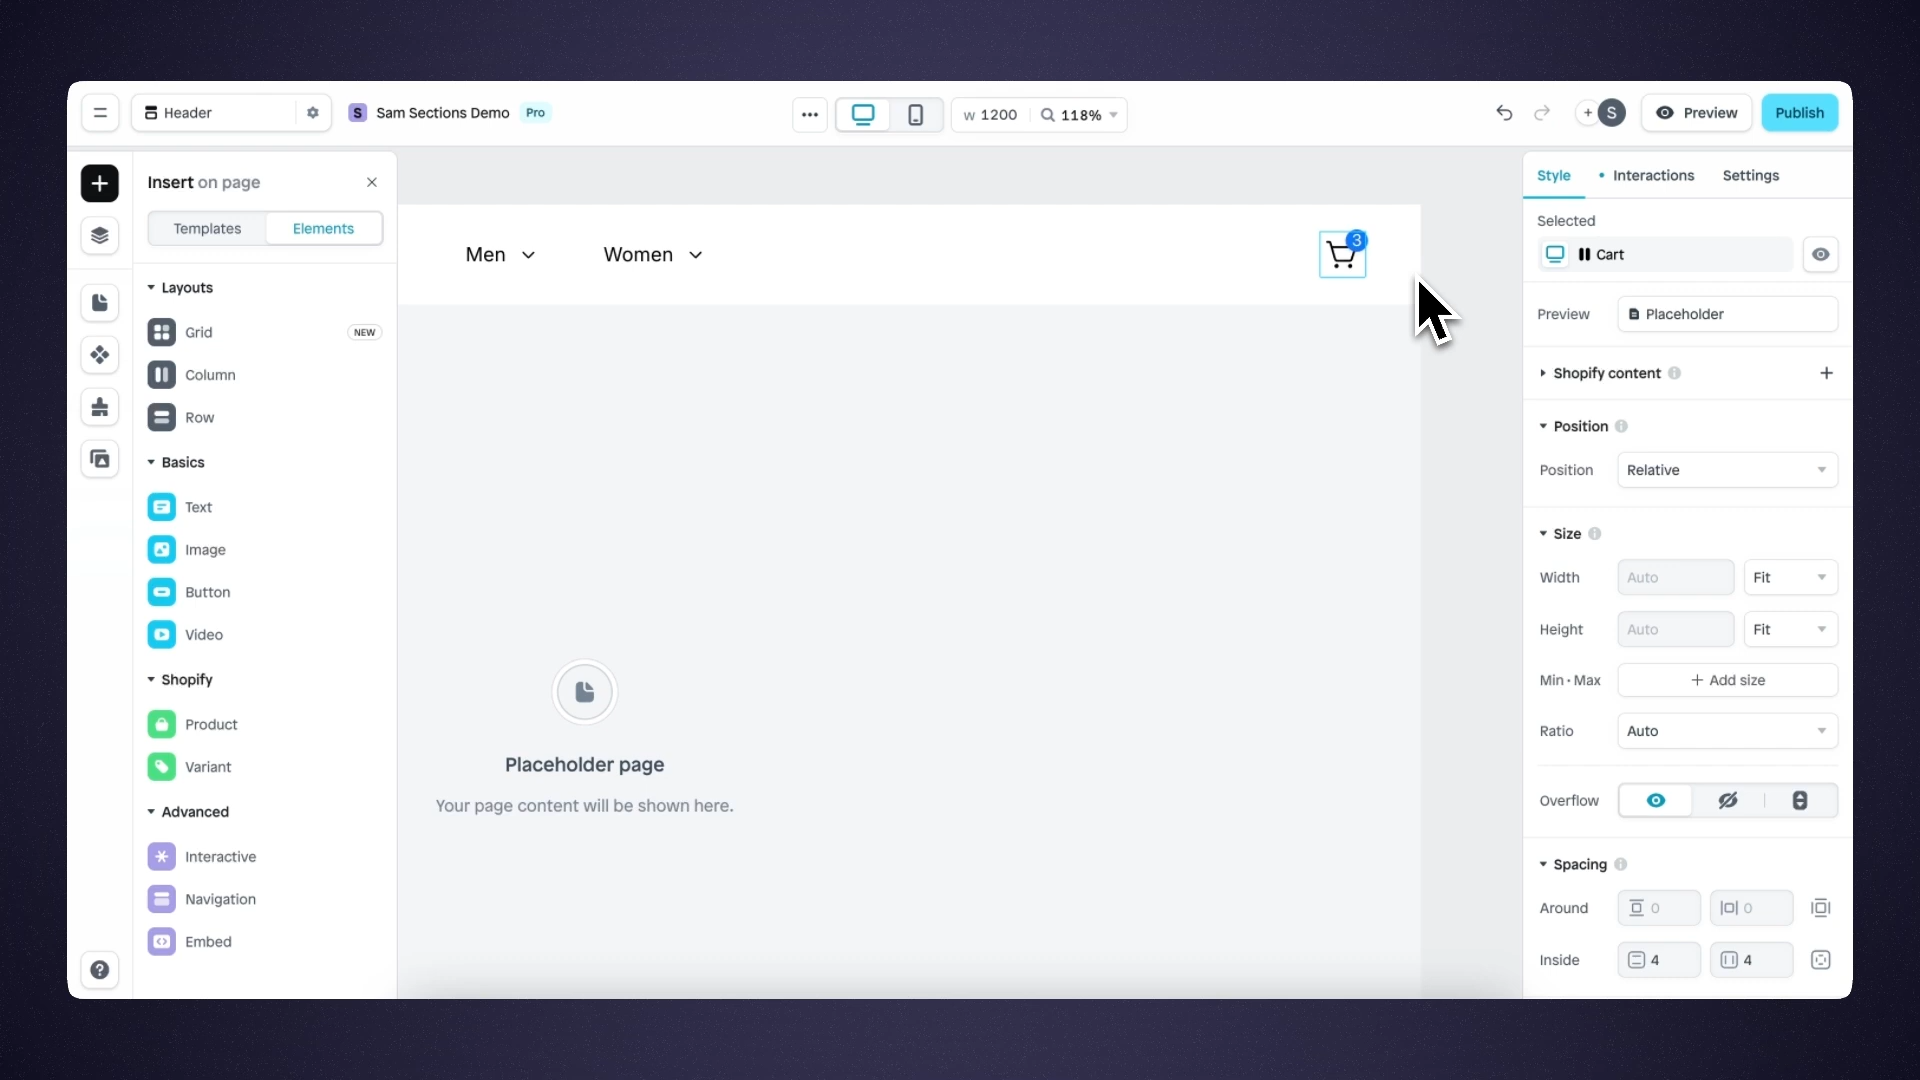 Header
S Sam Sections Demo Pro
W 1200
118%
S
Preview
Publish
Insert on page
Templates
Elements
Layouts
Grid
NEW
Column
Row
Basics
Text
Image
Button
Video
Shopify
Product
Variant
Advanced
Interactive
Navigation
Embed
Men
Women
3
Placeholder page
Your page content will be shown here.
Style
Interactions
Settings
Selected
Cart
Preview
Placeholder
Shopify content
Position
Position
Relative
Size
Width
Auto
Fit
Height
Auto
Fit
Min · Max
+ Add size
Ratio
Auto
Overflow
Spacing
Around
0
0
Inside
4
4